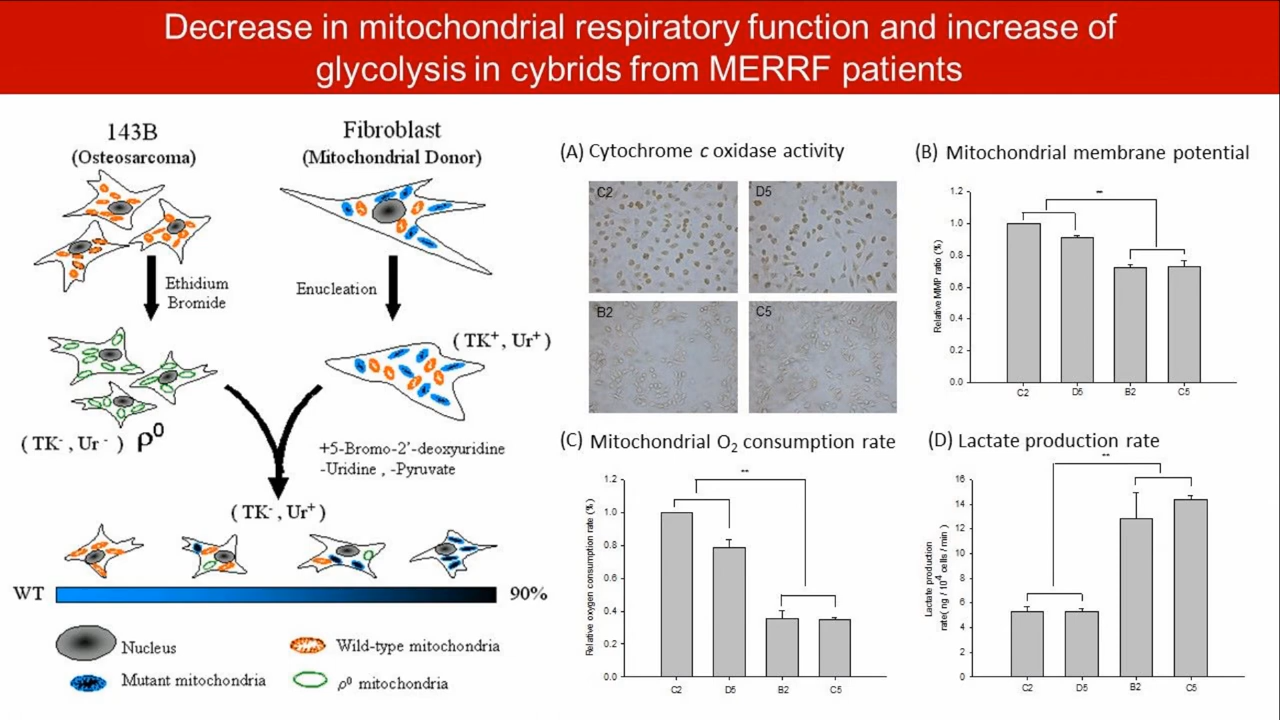 Decrease in mitochondrial respiratory function and increase of
glycolysis in cybrids from MERRF patients
143B
(Osteosarcoma)
Fibroblast
(Mitochondrial Donor)
Ethidium
Bromide
Enucleation
(TK⁺, Ur⁺)
(TK⁻, Ur⁻) ρ⁰
+5-Bromo-2'-deoxyuridine
-Uridine , -Pyruvate
(TK⁻, Ur⁺)
WT
90%
Nucleus
Wild-type mitochondria
Mutant mitochondria
ρ⁰ mitochondria
(A) Cytochrome c oxidase activity
C2
D5
B2
C5
(B) Mitochondrial membrane potential
Relative MMP ratio (%)
1.2
1.0
0.8
0.6
0.4
0.2
0.0
**
C2 D5 B2 C5
(C) Mitochondrial O₂ consumption rate
Relative oxygen consumption rate (%)
1.2
1.0
0.8
0.6
0.4
0.2
0.0
**
C2 D5 B2 C5
(D) Lactate production rate
Lactate production
rate( ng / 10⁴ cells / min )
16
14
12
10
8
6
4
2
0
**
C2 D5 B2 C5